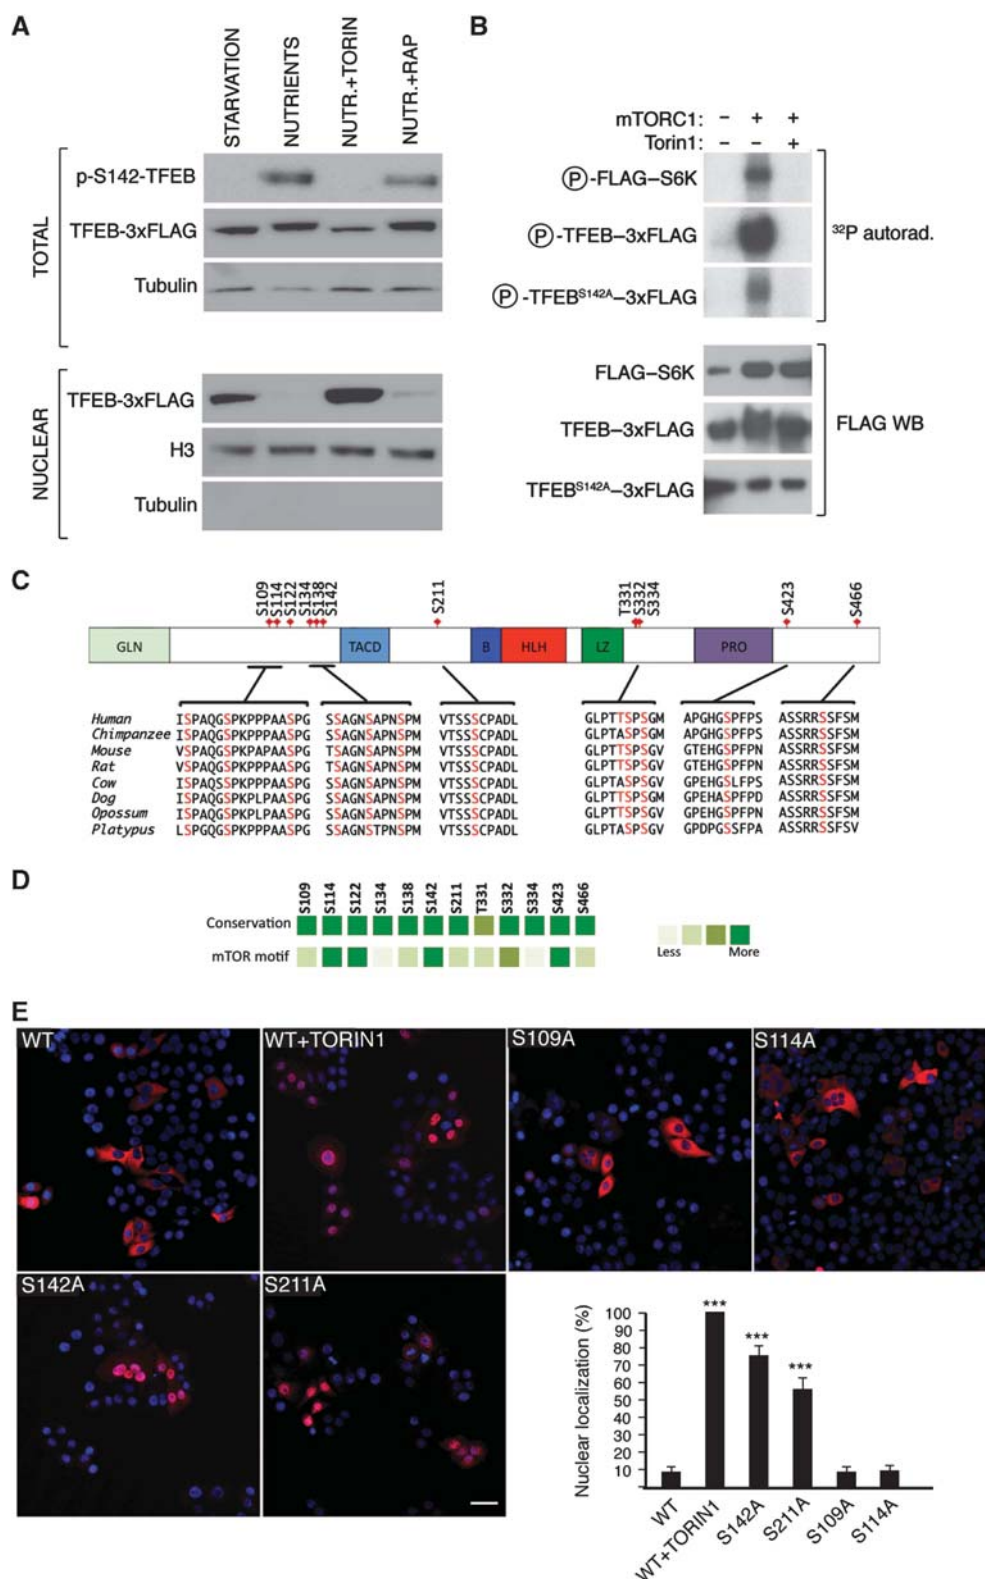 A
STARVATION
NUTRIENTS
NUTR.+TORIN
NUTR.+RAP
TOTAL
p-S142-TFEB
TFEB-3xFLAG
Tubulin
NUCLEAR
TFEB-3xFLAG
H3
Tubulin
B
mTORC1: – + +
Torin1: – – +
P-FLAG–S6K
P-TFEB–3xFLAG
P-TFEBS142A–3xFLAG
32P autorad.
FLAG–S6K
TFEB–3xFLAG
TFEBS142A–3xFLAG
FLAG WB
C
S109 S114 S122 S134 S138 S142 S211 T331 S332 S334 S423 S466
GLN TACD B HLH LZ PRO
Human ISPAQGSPKPPPAASPG SSAGNSAPNSPM VTSSSCPADL GLPTTSPSGM APGHGSPFPS ASSRRSSFSM
Chimpanzee ISPAQGSPKPPPAASPG SSAGNSAPNSPM VTSSSCPADL GLPTASPSGM APGHGSPFPS ASSRRSSFSM
Mouse VSPAQGSPKPAPAASPG TSAGNSAPNSPM VTSSSCPADL GLPTTSPSGV GTEHGSPFPN ASSRRSSFSM
Rat VSPAQGSPKPAPAASPG TSAGNSAPNSPM VTSSSCPADL GLPTTSPSGV GTEHGSPFPN ASSRRSSFSM
Cow ISPAQSSPKPPPAASPG SSAGNSAPNSPM VTSSSCPADL GLPTASPSGV GPEHGSLFPS ASSRRSSFSM
Dog ISPAQGSPKPLPAASPG SSAGNSAPNSPM VTSSSCPADL GLPTTSPSGM GPEHASPFPD ASSRRSSFSM
Opossum ISPAQGSPKPLPAASPG SSAGNSAPNSPM VTSSSCPADL GLPTTSPSGV GPEHGSPFPN ASSRRSSFSM
Platypus LSPGQGSPKPPPAASPG SSAGNSTPNSPM VTSSSCPADL GLPTASPSGV GPDPGSSFPA ASSRRSSFSV
D
S109 S114 S122 S134 S138 S142 S211 T331 S332 S334 S423 S466
Conservation
mTOR motif
Less More
E
WT
WT+TORIN1
S109A
S114A
S142A
S211A
Nuclear localization (%)
100
90
80
70
60
50
40
30
20
10
*** *** ***
WT
WT+TORIN1
S142A
S211A
S109A
S114A